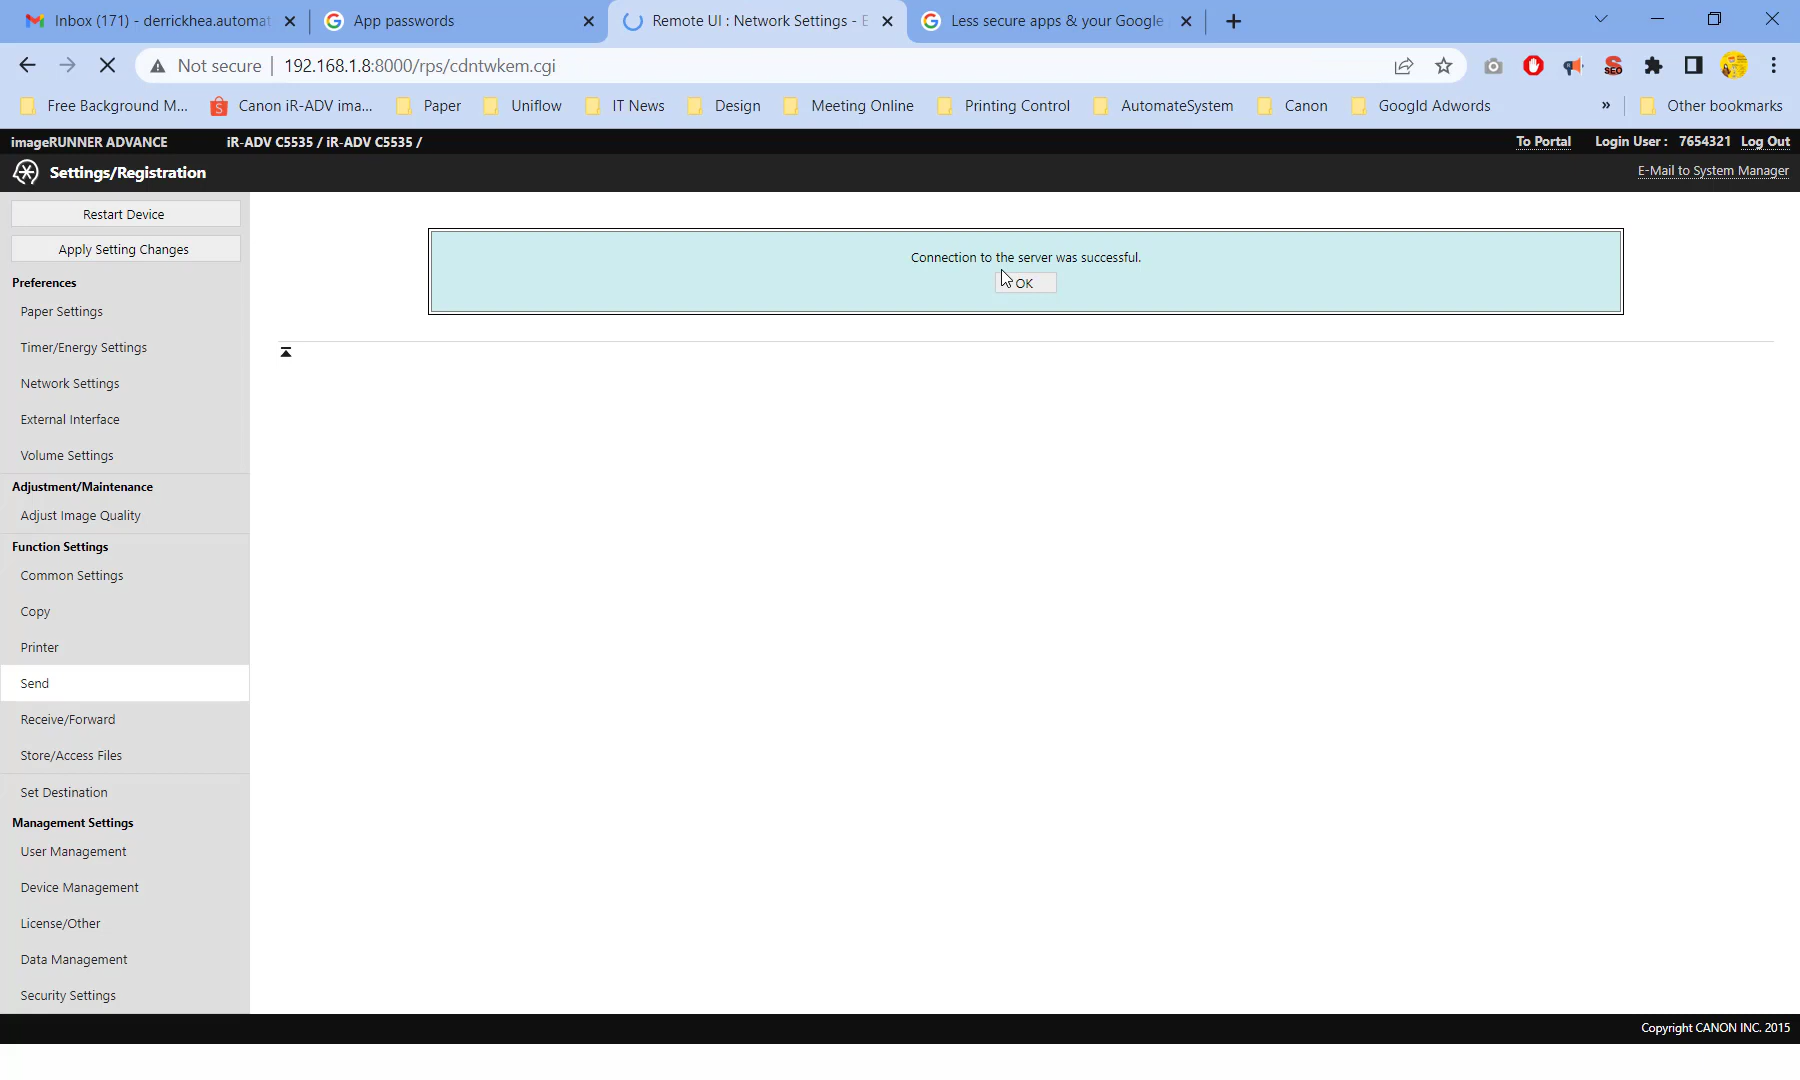 Inbox (171) - derrickhea.automat
App passwords
Remote UI : Network Settings - E
Less secure apps & your Google
Not secure
192.168.1.8:8000/rps/cdntwkem.cgi
SEO
Free Background M...
Canon iR-ADV ima...
Paper
Uniflow
IT News
Design
Meeting Online
Printing Control
AutomateSystem
Canon
Googld Adwords
»
Other bookmarks
imageRUNNER ADVANCE
iR-ADV C5535 / iR-ADV C5535 /
To Portal
Login User : 7654321
Log Out
Settings/Registration
E-Mail to System Manager
Restart Device
Apply Setting Changes
Preferences
Paper Settings
Timer/Energy Settings
Network Settings
External Interface
Volume Settings
Adjustment/Maintenance
Adjust Image Quality
Function Settings
Common Settings
Copy
Printer
Send
Receive/Forward
Store/Access Files
Set Destination
Management Settings
User Management
Device Management
License/Other
Data Management
Security Settings
Connection to the server was successful.
OK
Copyright CANON INC. 2015